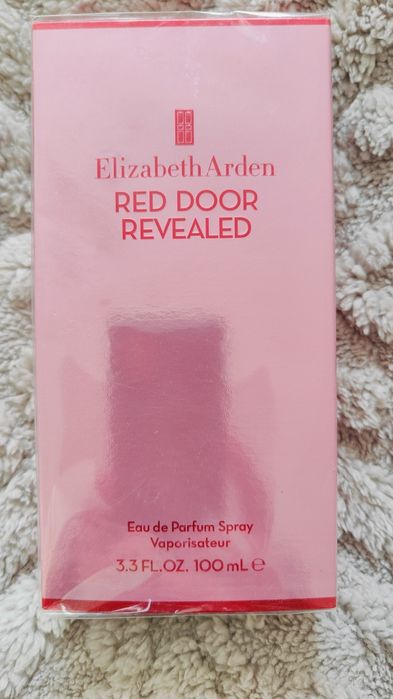 Elizabeth Arden
RED DOOR
REVEALED
Eau de Parfum Spray
Vaporisateur
3.3 FL.OZ. 100 mL ℮